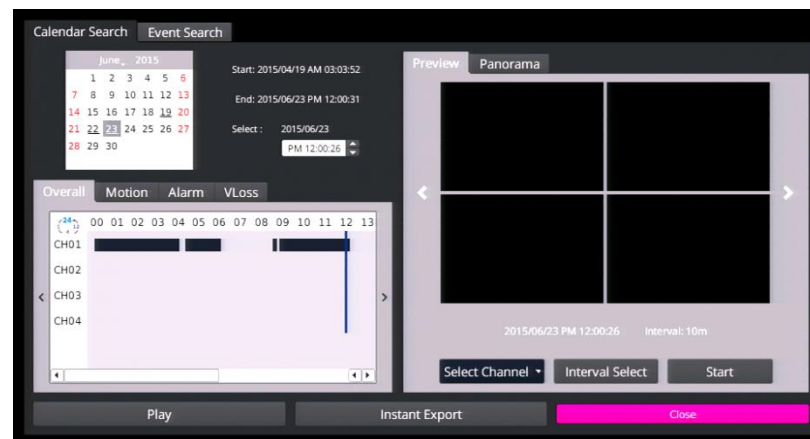 Calendar Search Event Search
June, 2015
1 2 3 4 5 6
7 8 9 10 11 12 13
14 15 16 17 18 19 20
21 22 23 24 25 26 27
28 29 30
Start: 2015/04/19 AM 03:03:52
End: 2015/06/23 PM 12:00:31
Select : 2015/06/23
PM 12:00:26
Overall Motion Alarm VLoss
24
00 01 02 03 04 05 06 07 08 09 10 11 12 13
CH01
CH02
CH03
CH04
Preview Panorama
2015/06/23 PM 12:00:26 Interval: 10m
Select Channel Interval Select Start
Play Instant Export Close